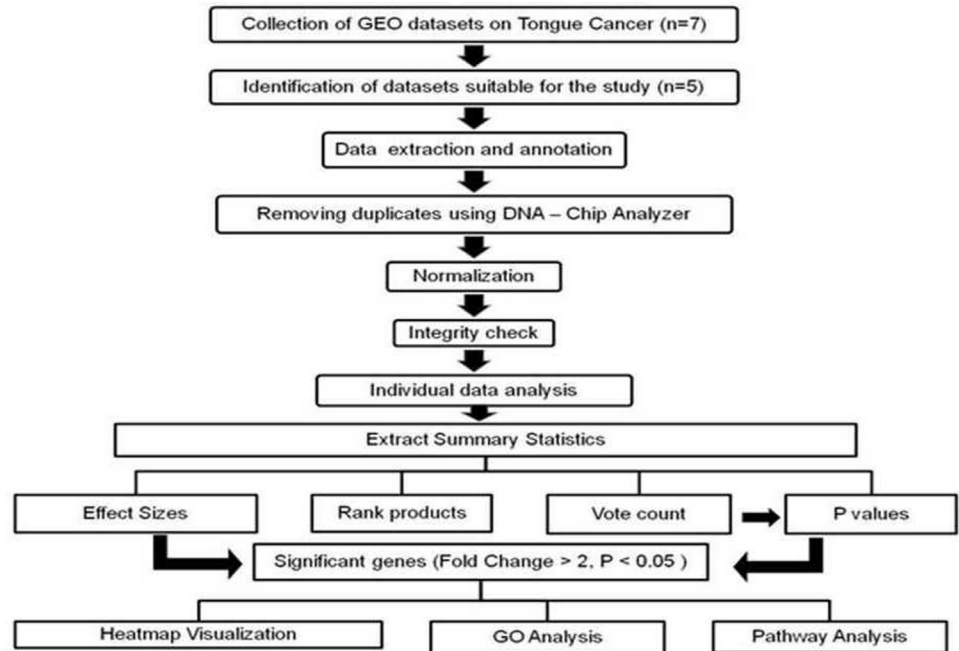 Collection of GEO datasets on Tongue Cancer (n=7)
Identification of datasets suitable for the study (n=5)
Data extraction and annotation
Removing duplicates using DNA – Chip Analyzer
Normalization
Integrity check
Individual data analysis
Extract Summary Statistics
Effect Sizes
Rank products
Vote count
P values
Significant genes (Fold Change > 2, P < 0.05 )
Heatmap Visualization
GO Analysis
Pathway Analysis